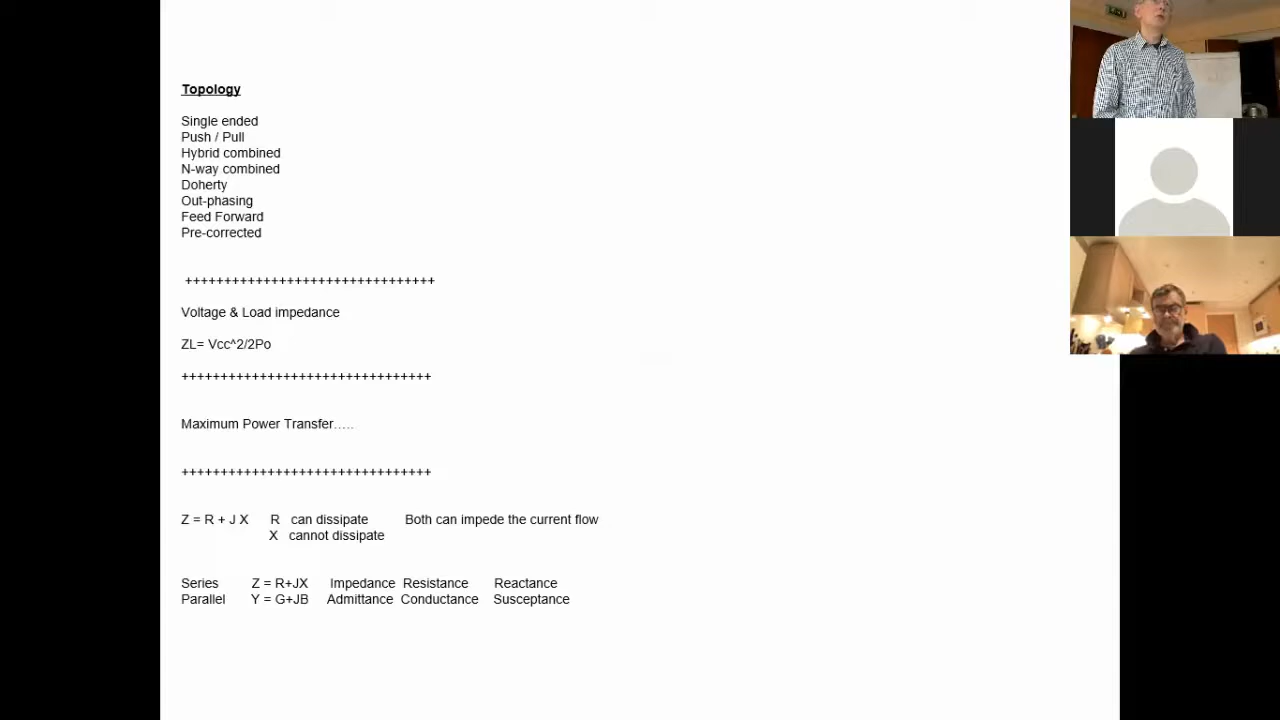 Topology
Single ended
Push / Pull
Hybrid combined
N-way combined
Doherty
Out-phasing
Feed Forward
Pre-corrected
++++++++++++++++++++++++++++++++
Voltage & Load impedance
ZL= Vcc^2/2Po
++++++++++++++++++++++++++++++++
Maximum Power Transfer…..
++++++++++++++++++++++++++++++++
Z = R + J X R can dissipate Both can impede the current flow
X cannot dissipate
Series Z = R+JX Impedance Resistance Reactance
Parallel Y = G+JB Admittance Conductance Susceptance